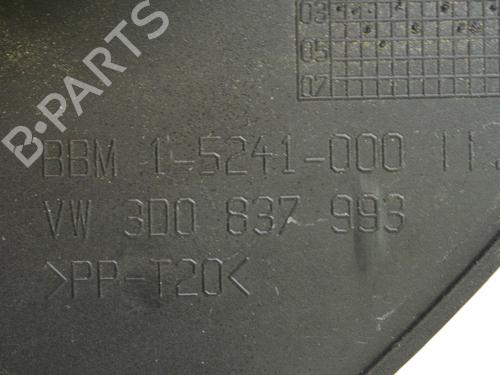 B-PARTS
03
05
07
BBM 1-5241-000 11.
VW 3D0 837 993
>PP-T20<